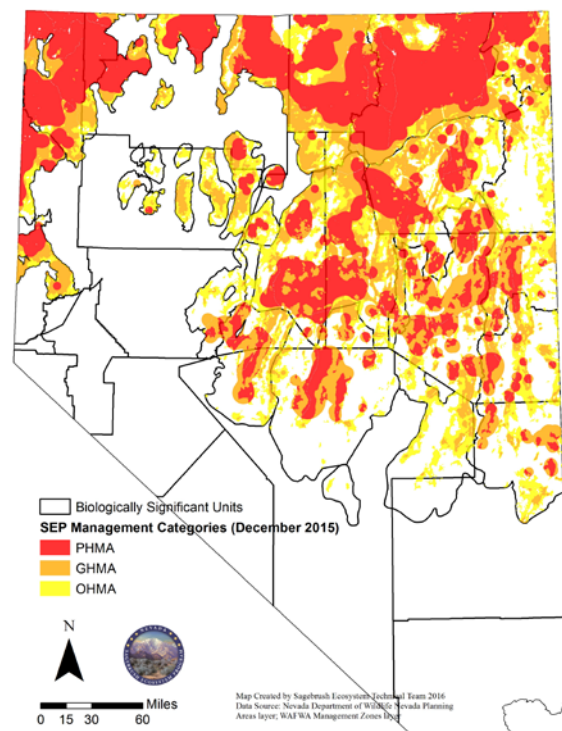 Biologically Significant Units
SEP Management Categories (December 2015)
PHMA
GHMA
OHMA
N
Miles
0 15 30 60
Map Created by Sagebrush Ecosystem Technical Team 2016
Data Source: Nevada Department of Wildlife Nevada Planning
Areas layer; WAFWA Management Zones layer